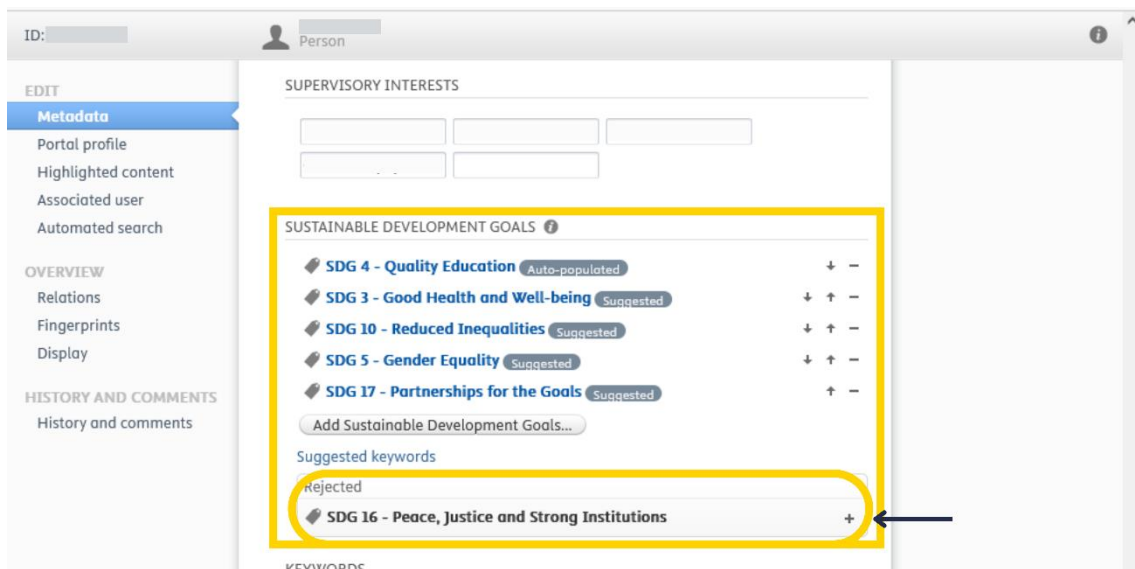 ID:
Person
EDIT
Metadata
Portal profile
Highlighted content
Associated user
Automated search
OVERVIEW
Relations
Fingerprints
Display
HISTORY AND COMMENTS
History and comments
SUPERVISORY INTERESTS
SUSTAINABLE DEVELOPMENT GOALS i
SDG 4 - Quality Education Auto-populated
SDG 3 - Good Health and Well-being Suggested
SDG 10 - Reduced Inequalities Suggested
SDG 5 - Gender Equality Suggested
SDG 17 - Partnerships for the Goals Suggested
Add Sustainable Development Goals...
Suggested keywords
Rejected
SDG 16 - Peace, Justice and Strong Institutions +
KEYWORDS